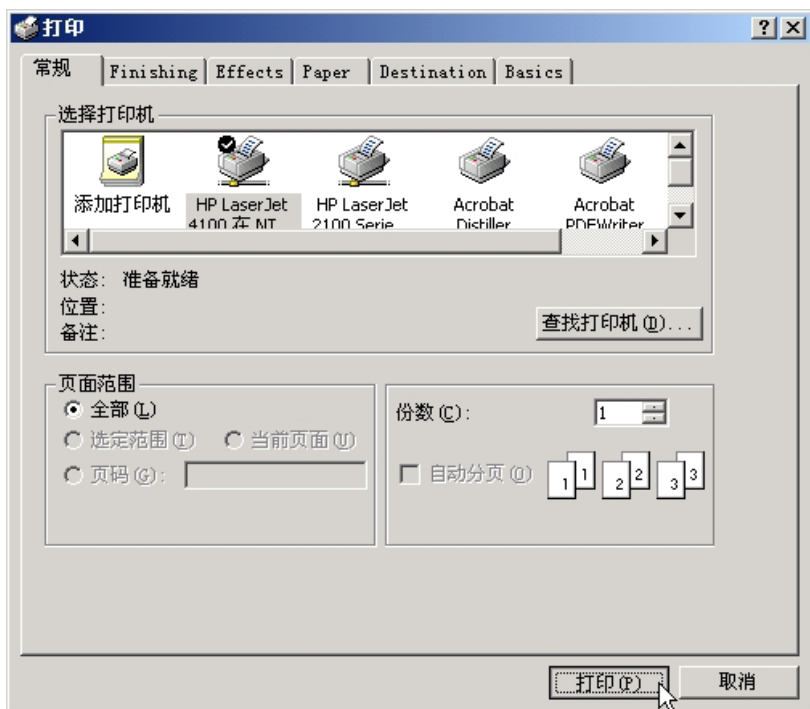 打印
常规 Finishing Effects Paper Destination Basics
选择打印机
添加打印机 HP LaserJet HP LaserJet Acrobat Acrobat
4100 在 NT 2100 Serie Distiller PDFWriter
状态: 准备就绪
位置:
备注:
查找打印机(D)...
页面范围
全部(L)
选定范围(T) 当前页面(U)
页码(G):
份数(C): 1
自动分页(O) 1 1 2 2 3 3
打印(P) 取消